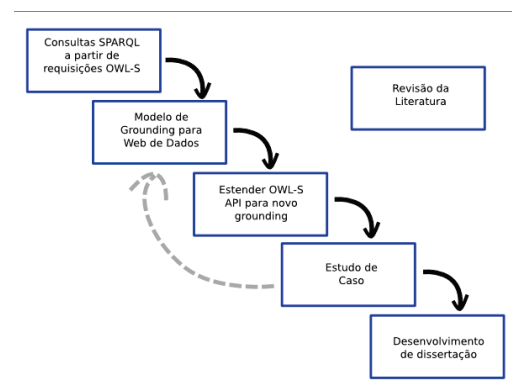 Consultas SPARQL
a partir de
requisições OWL-S
Modelo de
Grounding para
Web de Dados
Revisão da
Literatura
Estender OWL-S
API para novo
grounding
Estudo de
Caso
Desenvolvimento
de dissertação